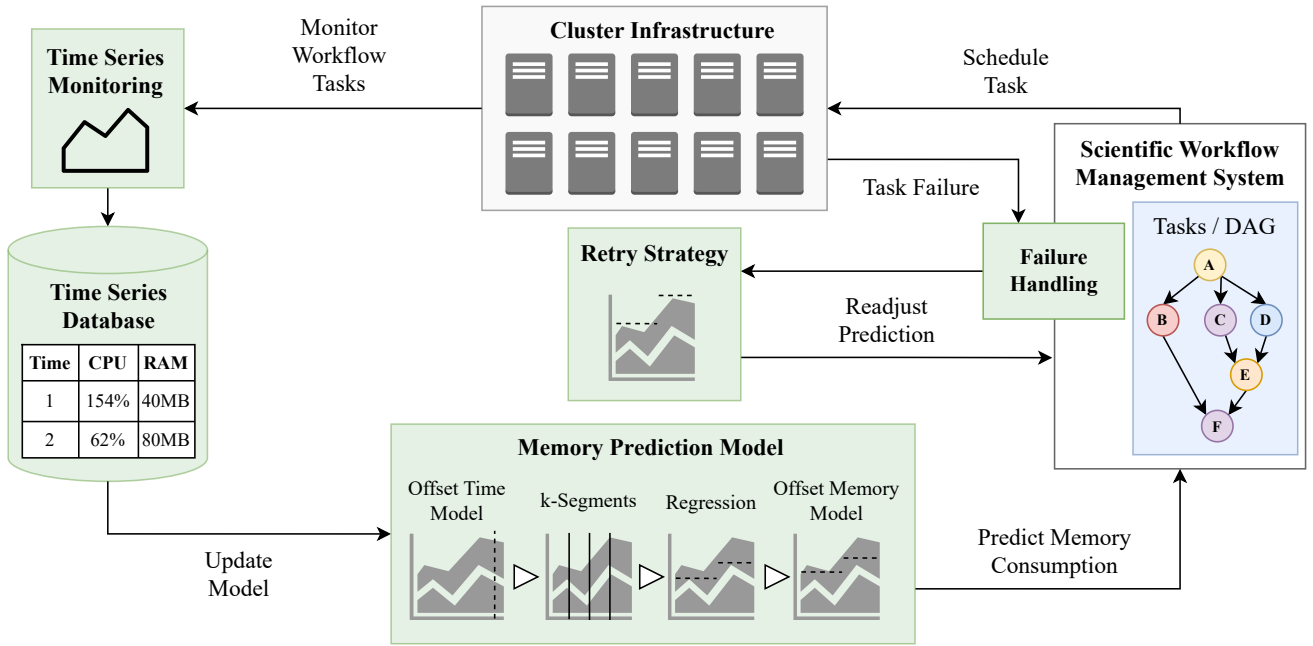 Time Series
Monitoring
Monitor
Workflow
Tasks
Cluster Infrastructure
Schedule
Task
Task Failure
Scientific Workflow
Management System
Tasks / DAG
A
B
C
D
E
F
Failure
Handling
Retry Strategy
Readjust
Prediction
Time Series
Database
Time CPU RAM
1 154% 40MB
2 62% 80MB
Update
Model
Memory Prediction Model
Offset Time
Model
k-Segments
Regression
Offset Memory
Model
Predict Memory
Consumption